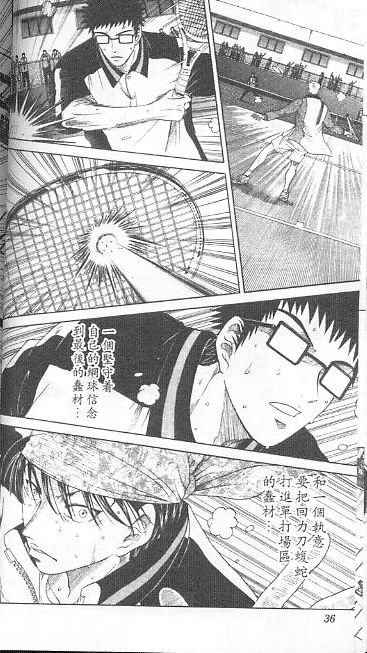 一個堅守着
自己的網球信念
到最後的蠢材…
和一個執意
要把回力刀蝮蛇
打進單打場區
的蠢材…
36